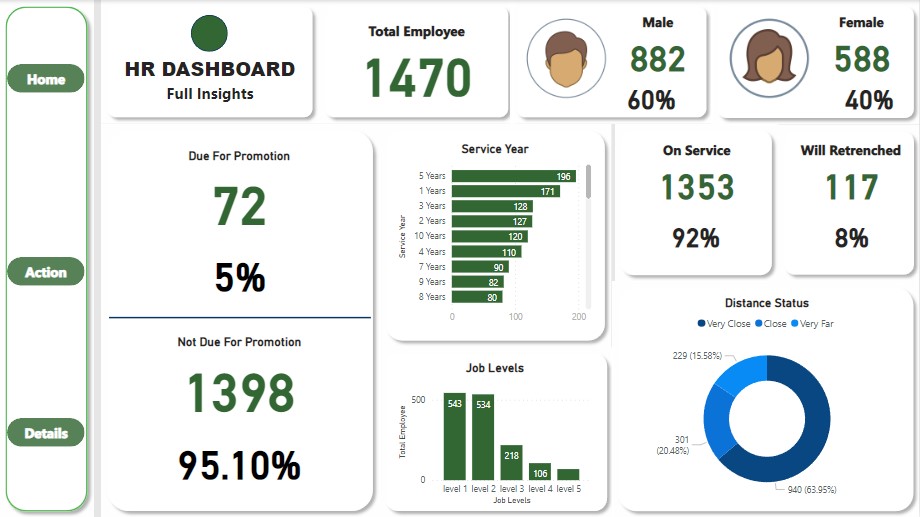 Home
Action
Details
HR DASHBOARD
Full Insights
Total Employee
1470
Male
882
60%
Female
588
40%
Due For Promotion
72
5%
Not Due For Promotion
1398
95.10%
Service Year
Service Year
5 Years 196
1 Years 171
3 Years 128
2 Years 127
10 Years 120
4 Years 110
7 Years 90
9 Years 82
8 Years 80
0 100 200
Job Levels
Total Employee
500
0
543 534 218 106
level 1 level 2 level 3 level 4 level 5
Job Levels
On Service
1353
92%
Will Retrenched
117
8%
Distance Status
Very Close Close Very Far
229 (15.58%)
301
(20.48%)
940 (63.95%)